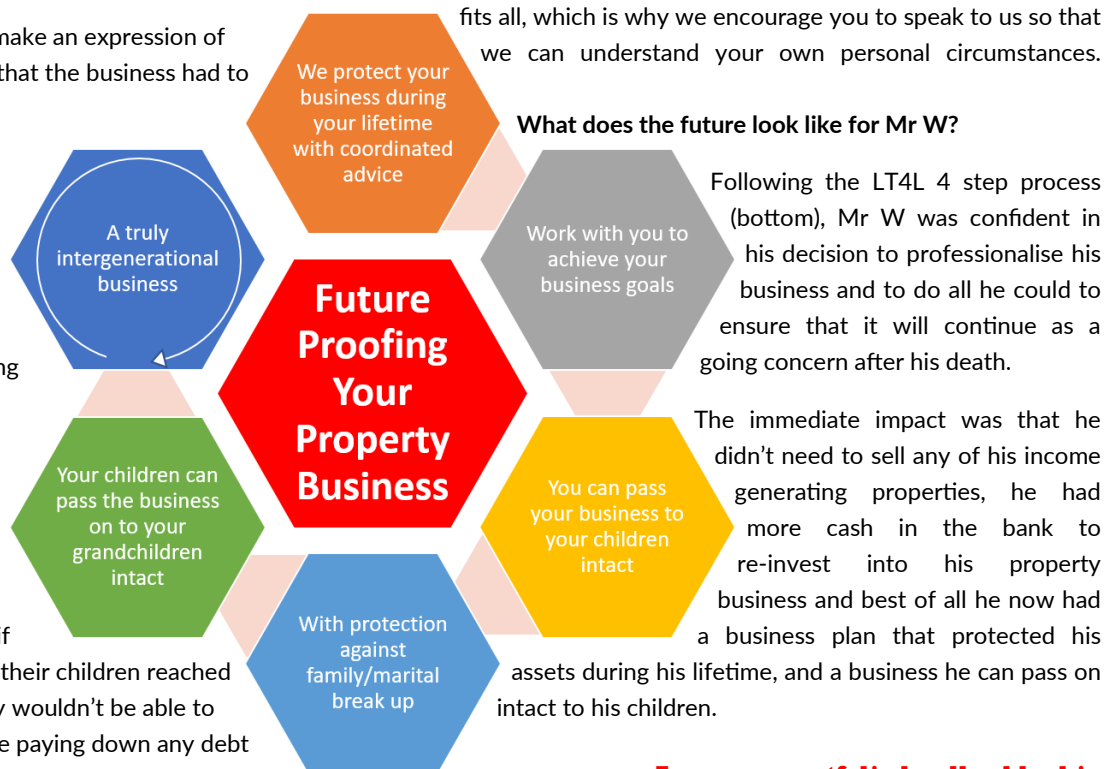 make an expression of
that the business had to
ng
if
their children reached
wouldn't be able to
paying down any debt
We protect your
business during
your lifetime
with coordinated
advice
Work with you to
achieve your
business goals
You can pass
your business to
your children
intact
With protection
against
family/marital
break up
Your children can
pass the business
on to your
grandchildren
intact
A truly
intergenerational
business
Future
Proofing
Your
Property
Business
fits all, which is why we encourage you to speak to us so that
we can understand your own personal circumstances.
What does the future look like for Mr W?
Following the LT4L 4 step process
(bottom), Mr W was confident in
his decision to professionalise his
business and to do all he could to
ensure that it will continue as a
going concern after his death.
The immediate impact was that he
didn't need to sell any of his income
generating properties, he had
more cash in the bank to
re-invest into his property
business and best of all he now had
a business plan that protected his
assets during his lifetime, and a business he can pass on
intact to his children.